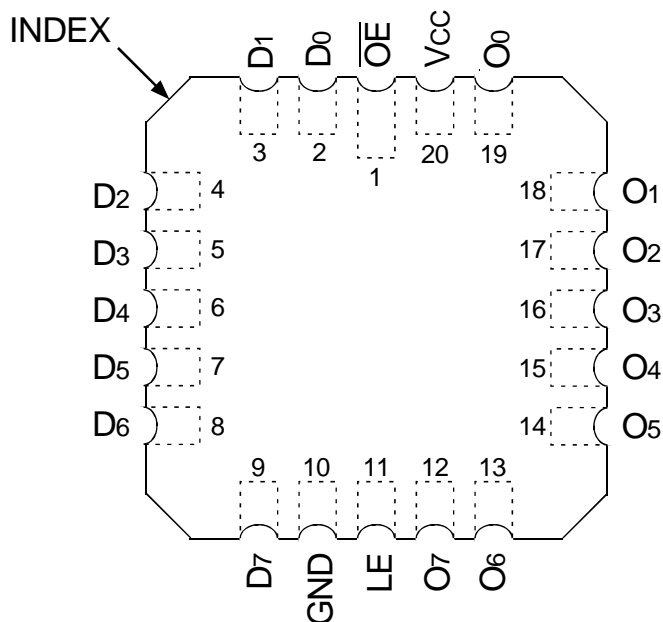 INDEX
D1 D0 O̅E̅ VCC O0
3 2 1 20 19
D2 4 18 O1
D3 5 17 O2
D4 6 16 O3
D5 7 15 O4
D6 8 14 O5
9 10 11 12 13
D7 GND LE O7 O6